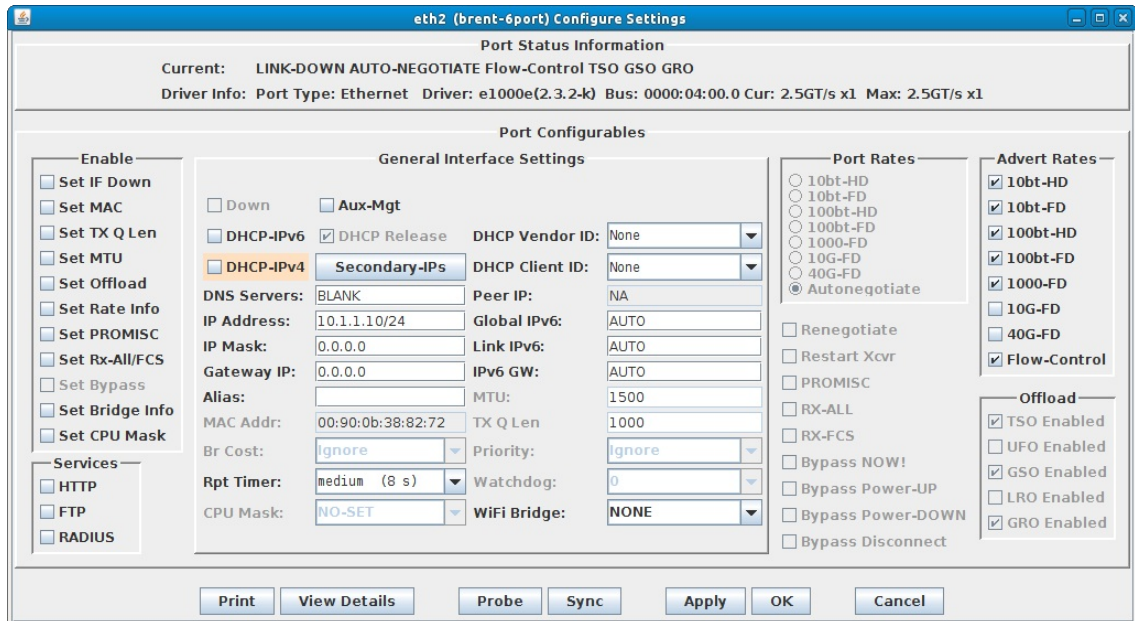 eth2 (brent-6port) Configure Settings
Port Status Information
Current: LINK-DOWN AUTO-NEGOTIATE Flow-Control TSO GSO GRO
Driver Info: Port Type: Ethernet Driver: e1000e(2.3.2-k) Bus: 0000:04:00.0 Cur: 2.5GT/s x1 Max: 2.5GT/s x1
Port Configurables
Enable
Set IF Down
Set MAC
Set TX Q Len
Set MTU
Set Offload
Set Rate Info
Set PROMISC
Set Rx-All/FCS
Set Bypass
Set Bridge Info
Set CPU Mask
Services
HTTP
FTP
RADIUS
General Interface Settings
Down Aux-Mgt
DHCP-IPv6 DHCP Release DHCP Vendor ID: None
DHCP-IPv4 Secondary-IPs DHCP Client ID: None
DNS Servers: BLANK Peer IP: NA
IP Address: 10.1.1.10/24 Global IPv6: AUTO
IP Mask: 0.0.0.0 Link IPv6: AUTO
Gateway IP: 0.0.0.0 IPv6 GW: AUTO
Alias: MTU: 1500
MAC Addr: 00:90:0b:38:82:72 TX Q Len 1000
Br Cost: Ignore Priority: Ignore
Rpt Timer: medium (8 s) Watchdog: 0
CPU Mask: NO-SET WiFi Bridge: NONE
Port Rates
10bt-HD
10bt-FD
100bt-HD
100bt-FD
1000-FD
10G-FD
40G-FD
Autonegotiate
Renegotiate
Restart Xcvr
PROMISC
RX-ALL
RX-FCS
Bypass NOW!
Bypass Power-UP
Bypass Power-DOWN
Bypass Disconnect
Advert Rates
10bt-HD
10bt-FD
100bt-HD
100bt-FD
1000-FD
10G-FD
40G-FD
Flow-Control
Offload
TSO Enabled
UFO Enabled
GSO Enabled
LRO Enabled
GRO Enabled
Print View Details Probe Sync Apply OK Cancel